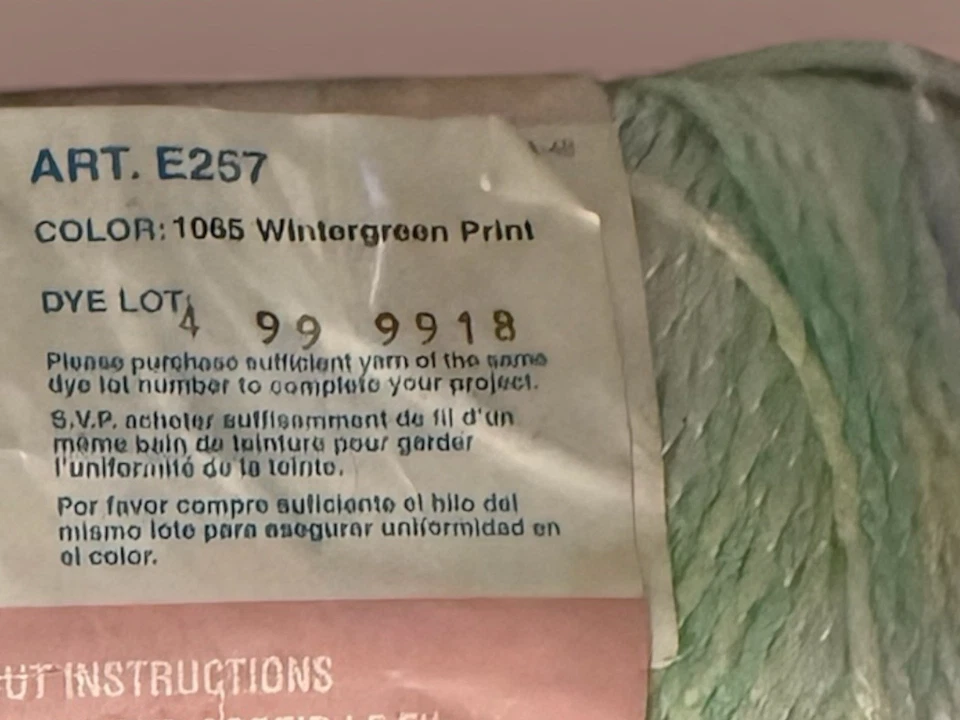 ART. E257
COLOR: 1065 Wintergreen Print
DYE LOT
4 99 9918
Please purchase sufficient yarn of the same
dye lot number to complete your project.
S.V.P. acheter suffisamment de fil d'un
même bain de teinture pour garder
l'uniformité de la teinte.
Por favor compre suficiente el hilo del
mismo lote para asegurar uniformidad en
el color.
UT INSTRUCTIONS